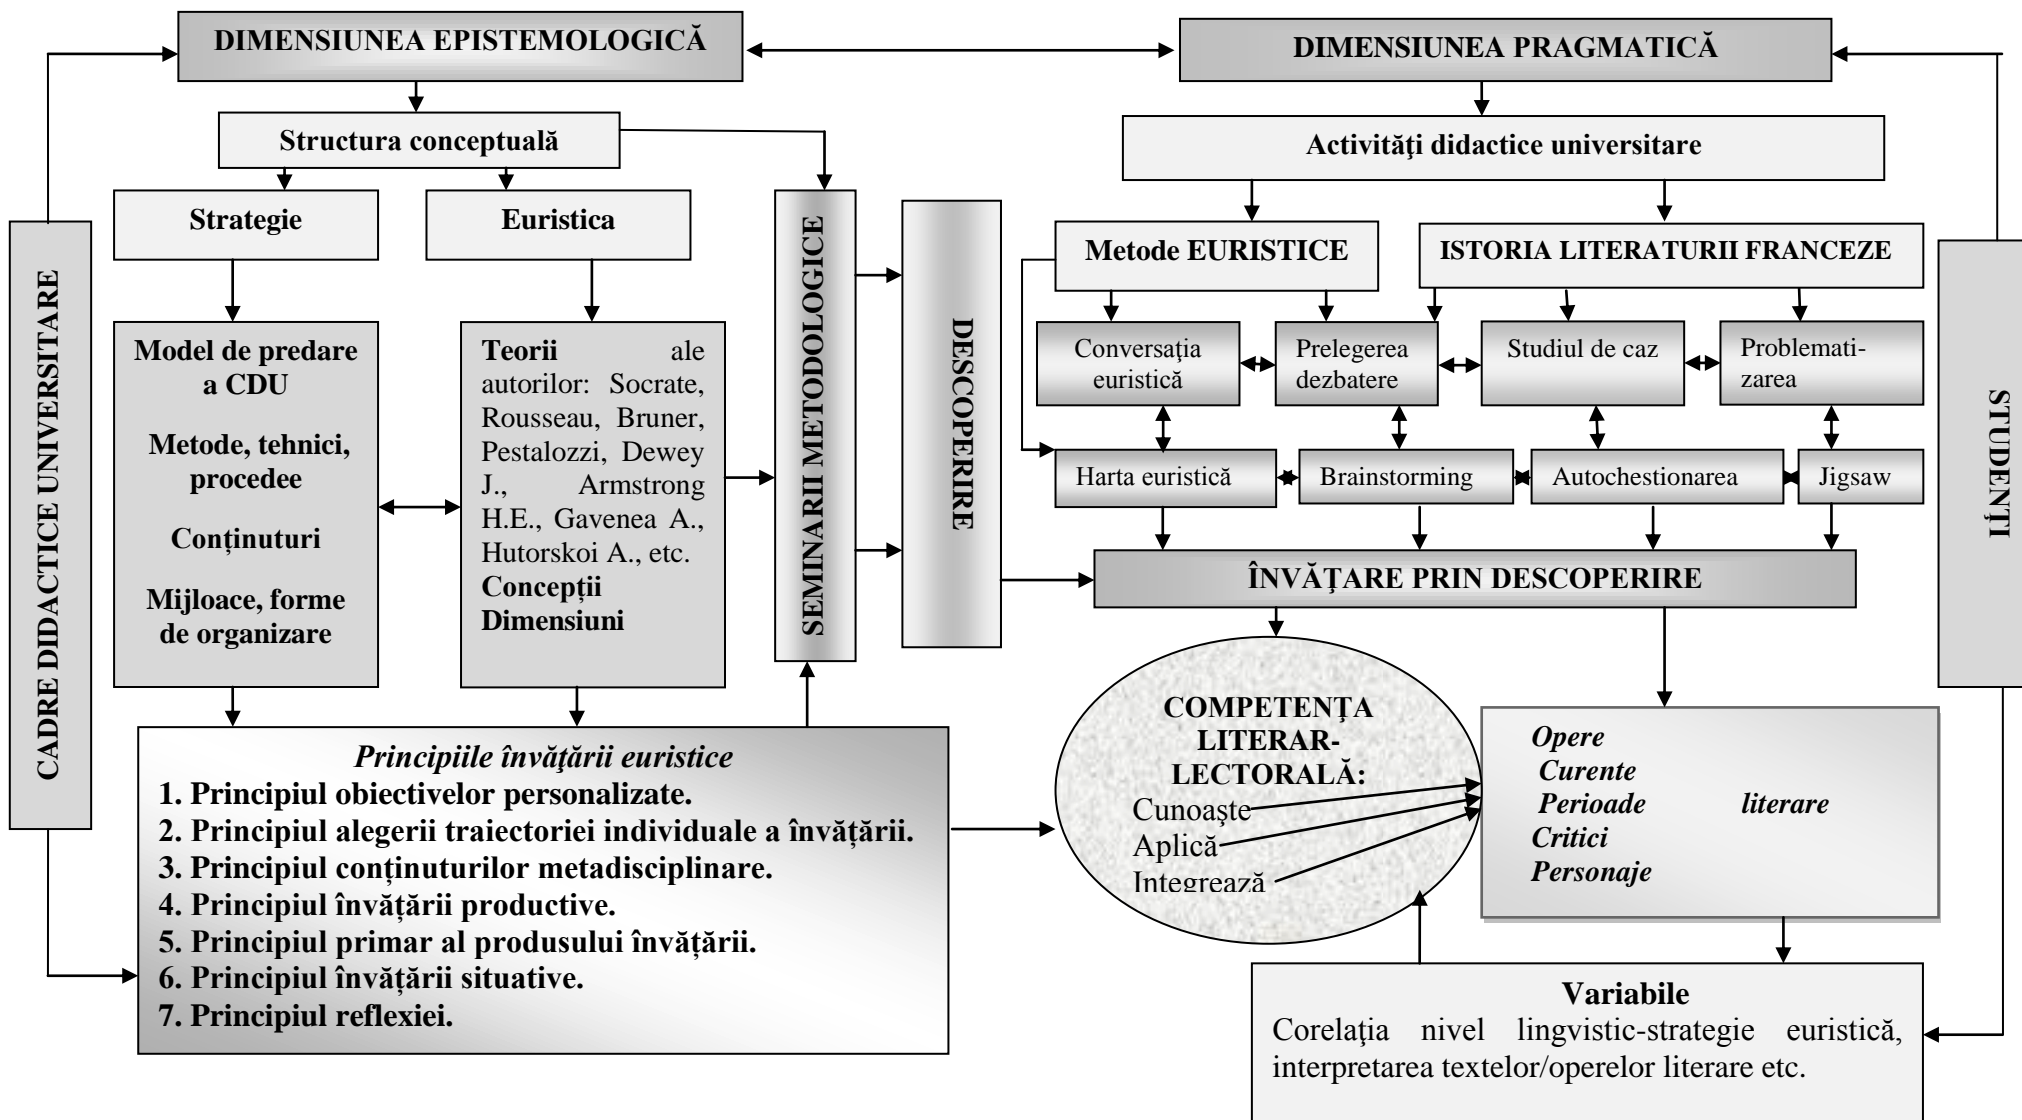 DIMENSIUNEA EPISTEMOLOGICĂ
DIMENSIUNEA PRAGMATICĂ
Structura conceptuală
Activităţi didactice universitare
Strategie
Euristica
CADRE DIDACTICE UNIVERSITARE
Model de predare
a CDU
Metode, tehnici,
procedee
Conținuturi
Mijloace, forme
de organizare
Teorii ale
autorilor: Socrate,
Rousseau, Bruner,
Pestalozzi, Dewey
J., Armstrong
H.E., Gavenea A.,
Hutorskoi A., etc.
Concepții
Dimensiuni
SEMINARII METODOLOGICE
DESCOPERIRE
Metode EURISTICE
ISTORIA LITERATURII FRANCEZE
Conversaţia
euristică
Prelegerea
dezbatere
Studiul de caz
Problemati-
zarea
Harta euristică
Brainstorming
Autochestionarea
Jigsaw
STUDENŢI
ÎNVĂŢARE PRIN DESCOPERIRE
Principiile învăţării euristice
1. Principiul obiectivelor personalizate.
2. Principiul alegerii traiectoriei individuale a învățării.
3. Principiul conținuturilor metadisciplinare.
4. Principiul învățării productive.
5. Principiul primar al produsului învățării.
6. Principiul învățării situative.
7. Principiul reflexiei.
COMPETENŢA
LITERAR-
LECTORALĂ:
Cunoaşte
Aplică
Integrează
Opere
Curente
Perioade literare
Critici
Personaje
Variabile
Corelaţia nivel lingvistic-strategie euristică,
interpretarea textelor/operelor literare etc.